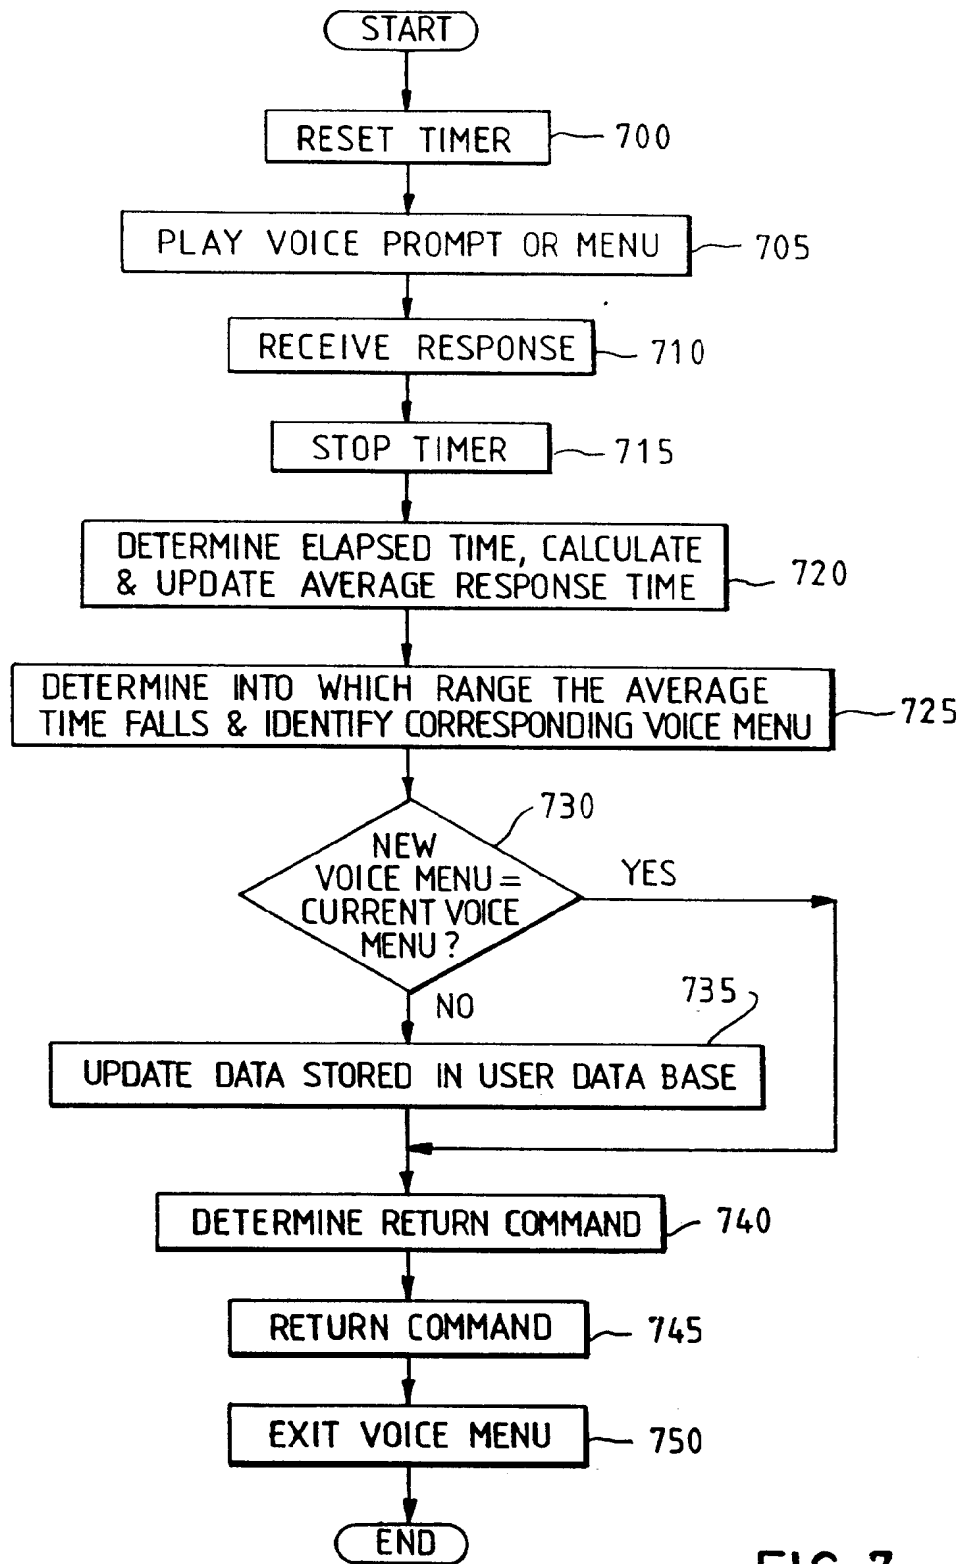 START
RESET TIMER 700
PLAY VOICE PROMPT OR MENU 705
RECEIVE RESPONSE 710
STOP TIMER 715
DETERMINE ELAPSED TIME, CALCULATE
& UPDATE AVERAGE RESPONSE TIME 720
DETERMINE INTO WHICH RANGE THE AVERAGE
TIME FALLS & IDENTIFY CORRESPONDING VOICE MENU 725
730
NEW
VOICE MENU =
CURRENT VOICE
MENU ?
YES
NO
735
UPDATE DATA STORED IN USER DATA BASE
DETERMINE RETURN COMMAND 740
RETURN COMMAND 745
EXIT VOICE MENU 750
END
FIG. 7